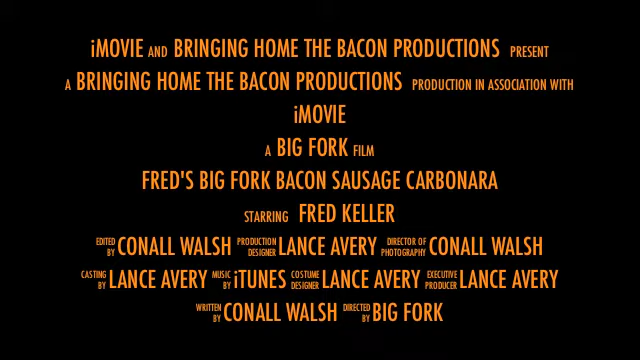 iMOVIE AND BRINGING HOME THE BACON PRODUCTIONS PRESENT
A BRINGING HOME THE BACON PRODUCTIONS PRODUCTION IN ASSOCIATION WITH
iMOVIE
A BIG FORK FILM
FRED'S BIG FORK BACON SAUSAGE CARBONARA
STARRING FRED KELLER
EDITED BY CONALL WALSH PRODUCTION DESIGNER LANCE AVERY DIRECTOR OF PHOTOGRAPHY CONALL WALSH
CASTING BY LANCE AVERY MUSIC BY iTUNES COSTUME DESIGNER LANCE AVERY EXECUTIVE PRODUCER LANCE AVERY
WRITTEN BY CONALL WALSH DIRECTED BY BIG FORK